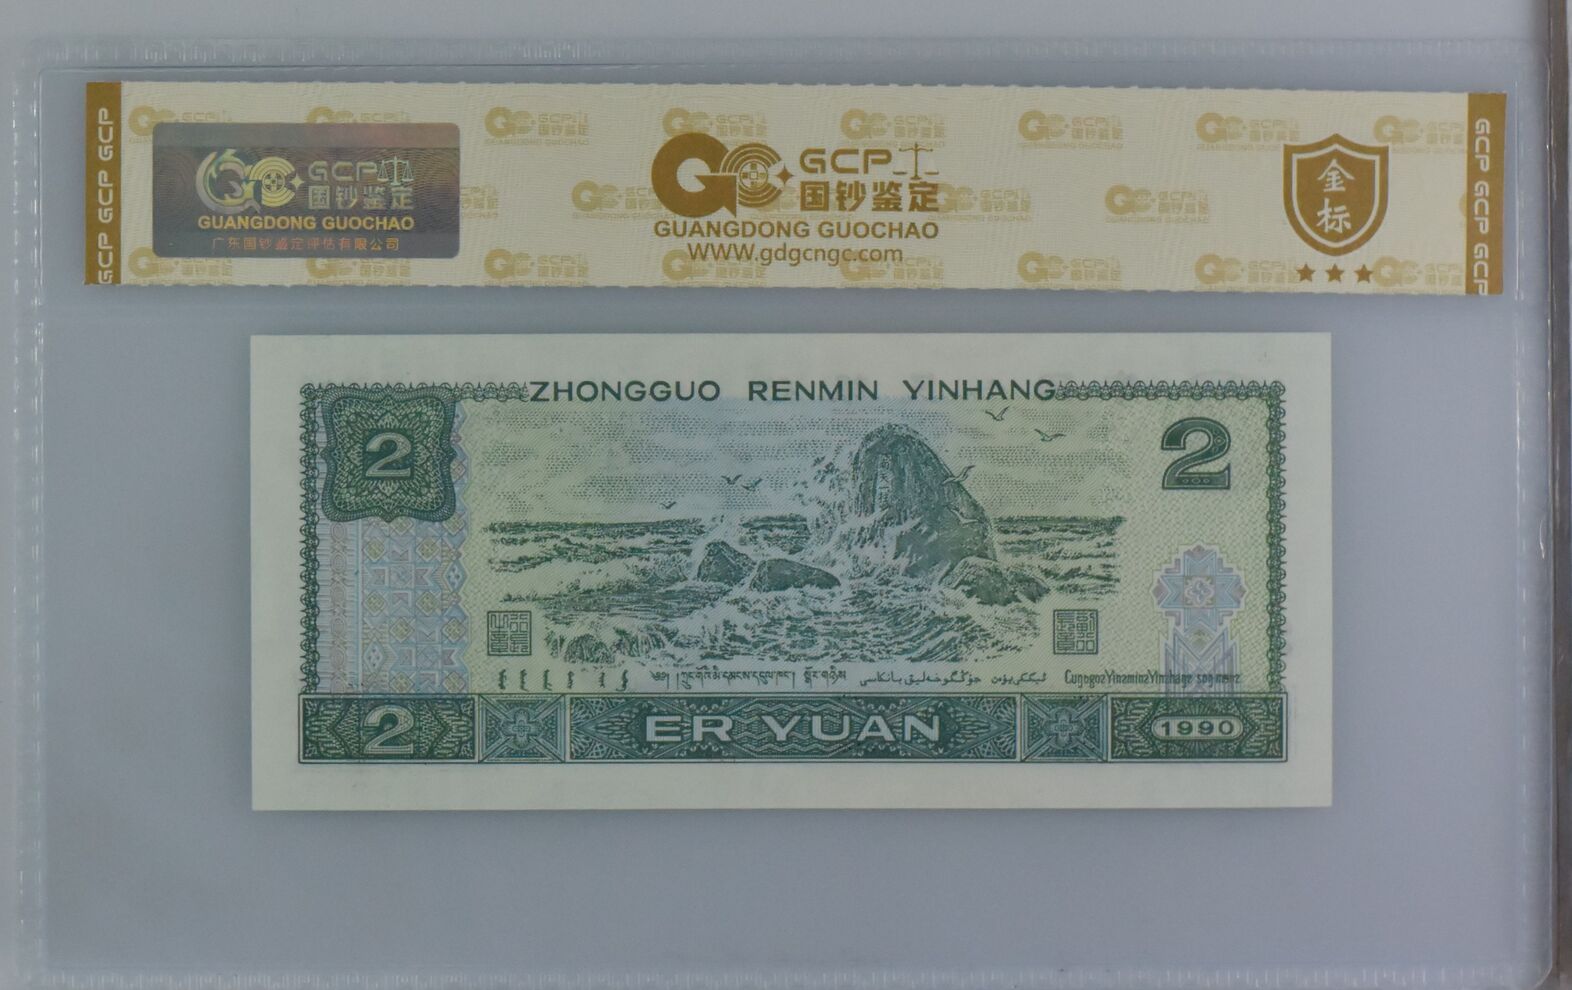 GCP
国钞鉴定
GUANGDONG GUOCHAO
广东国钞鉴定评估有限公司
GCP
国钞鉴定
GUANGDONG GUOCHAO
WWW.gdgcngc.com
金标
GCP GCP GCP
GCP GCP GCP
ZHONGGUO RENMIN YINHANG
2
2
2
ER YUAN
1990